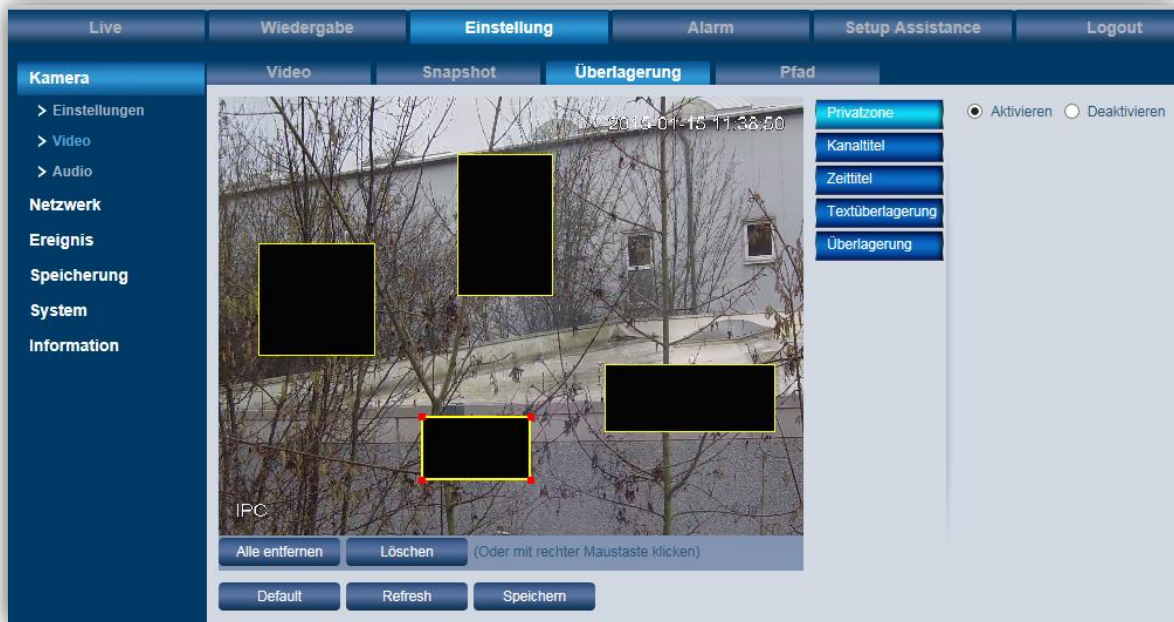 Live Wiedergabe Einstellung Alarm Setup Assistance Logout
Kamera
Video Snapshot Überlagerung Pfad
> Einstellungen
> Video
> Audio
Netzwerk
Ereignis
Speicherung
System
Information
2019-01-15 11:38:50
IPC
Privatzone
Kanaltitel
Zeittitel
Textüberlagerung
Überlagerung
Aktivieren Deaktivieren
Alle entfernen Löschen (Oder mit rechter Maustaste klicken)
Default Refresh Speichern